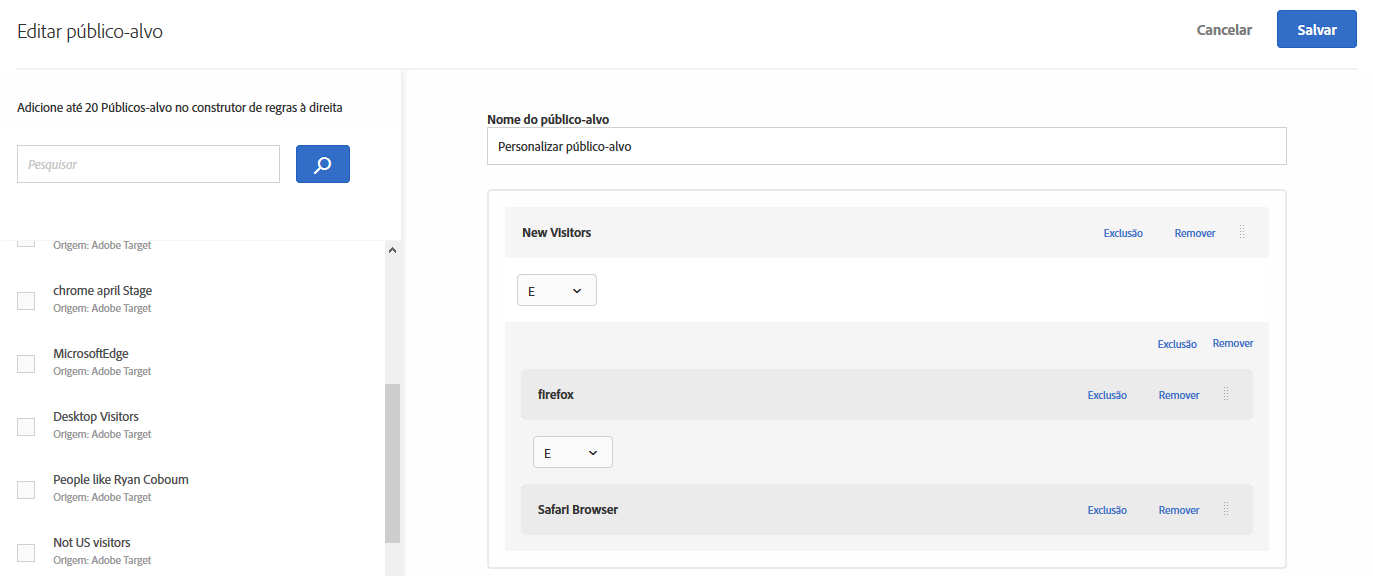 Editar público-alvo
Cancelar
Salvar
Adicione até 20 Públicos-alvo no construtor de regras à direita
Pesquisar
Origem: Adobe Target
chrome april Stage
Origem: Adobe Target
MicrosoftEdge
Origem: Adobe Target
Desktop Visitors
Origem: Adobe Target
People like Ryan Coboum
Origem: Adobe Target
Not US visitors
Origem: Adobe Target
Nome do público-alvo
Personalizar público-alvo
New Visitors Exclusão Remover
E
Exclusão Remover
firefox Exclusão Remover
E
Safari Browser Exclusão Remover